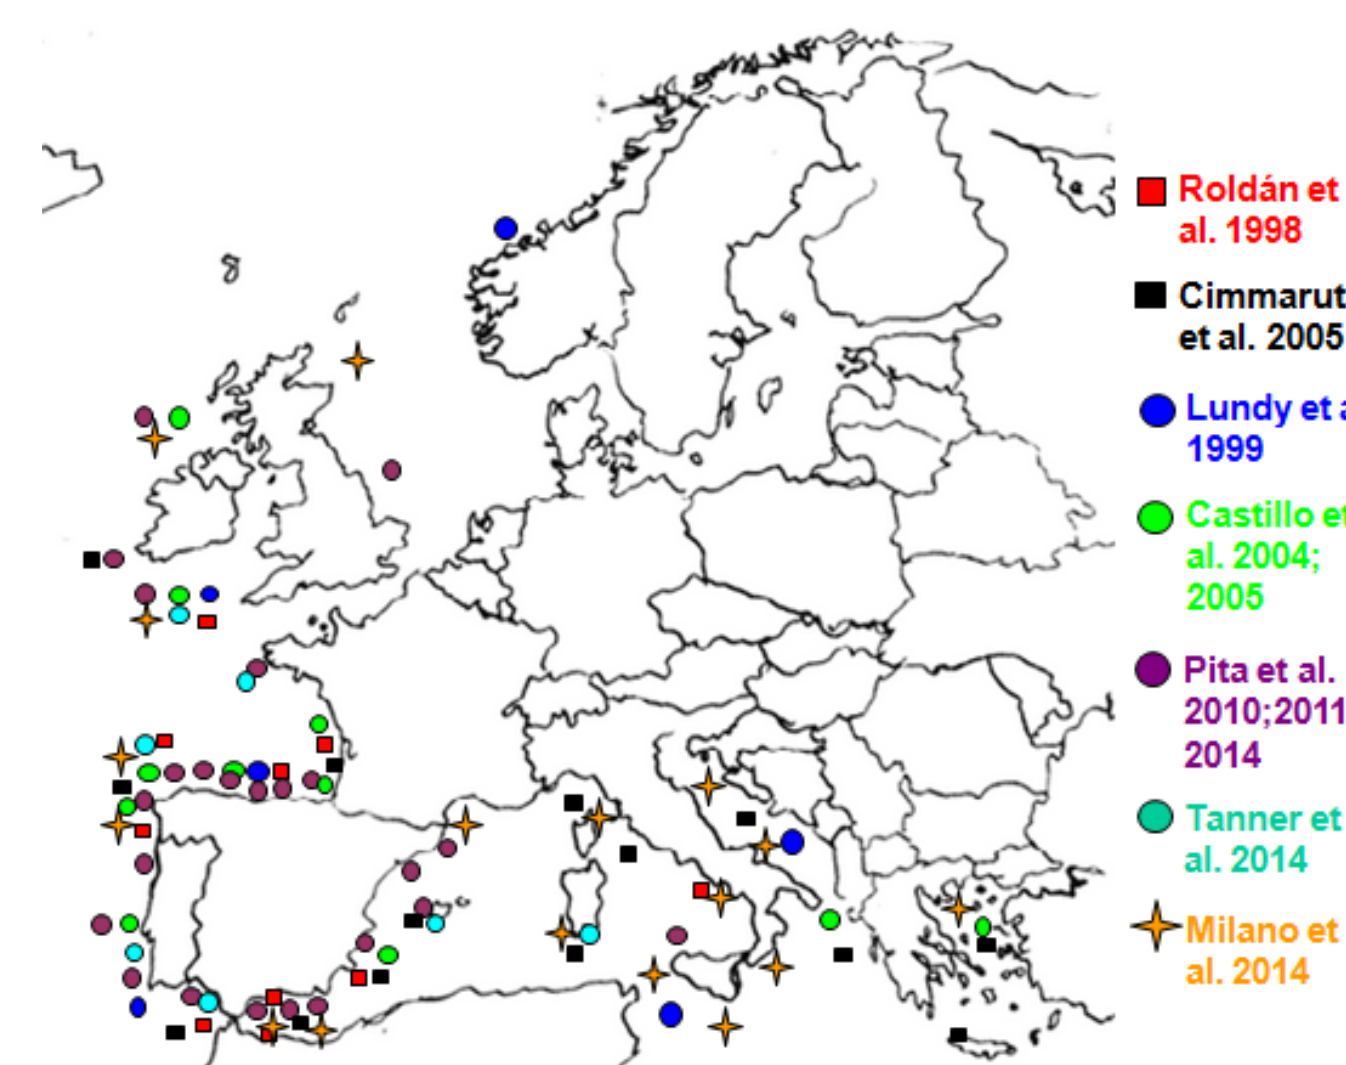 Roldán et
al. 1998
Cimmarut
et al. 2005
Lundy et a
1999
Castillo et
al. 2004;
2005
Pita et al.
2010;2011
2014
Tanner et
al. 2014
Milano et
al. 2014